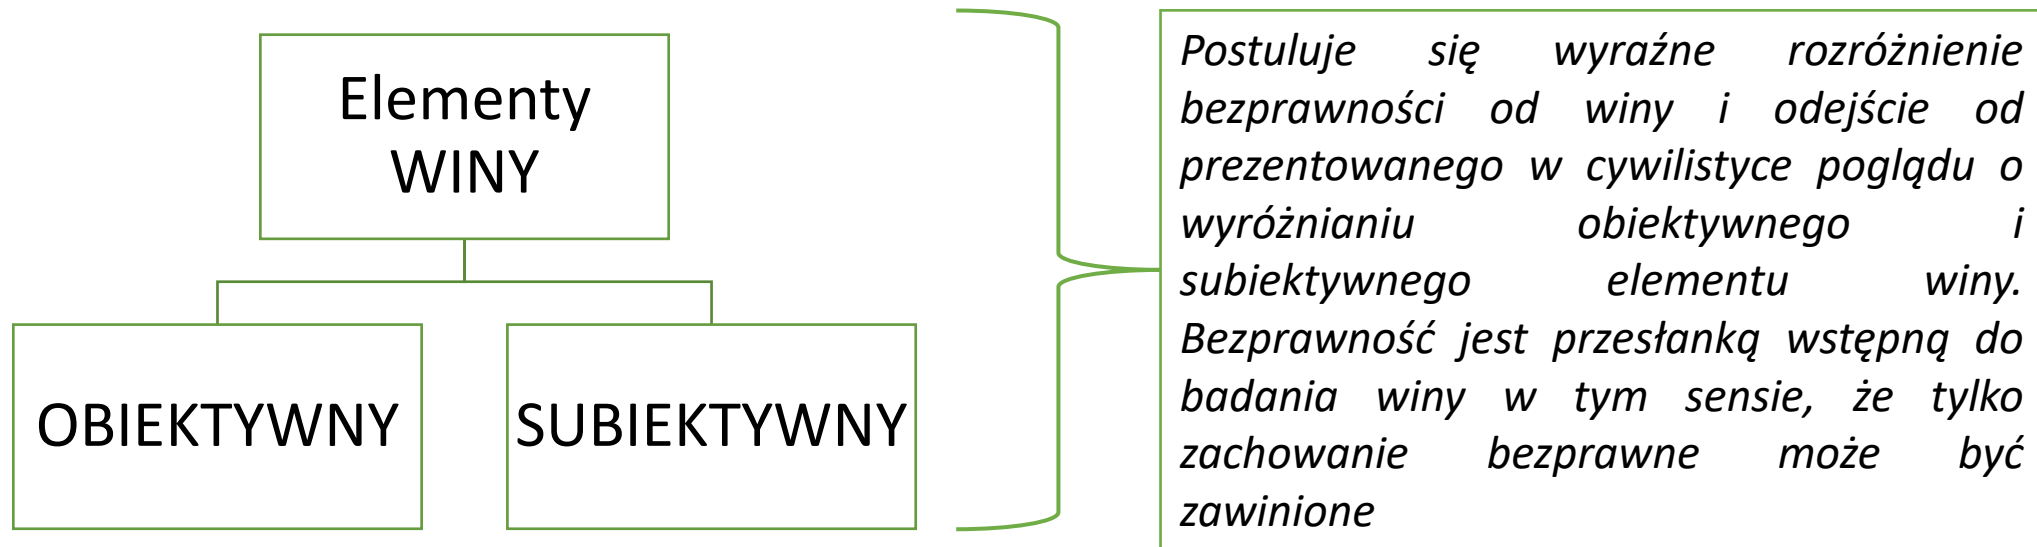 Elementy
WINY
OBIEKTYWNY
SUBIEKTYWNY
Postuluje się wyraźne rozróżnienie
bezprawności od winy i odejście od
prezentowanego w cywilistyce poglądu o
wyróżnianiu obiektywnego i
subiektywnego elementu winy.
Bezprawność jest przesłanką wstępną do
badania winy w tym sensie, że tylko
zachowanie bezprawne może być
zawinione